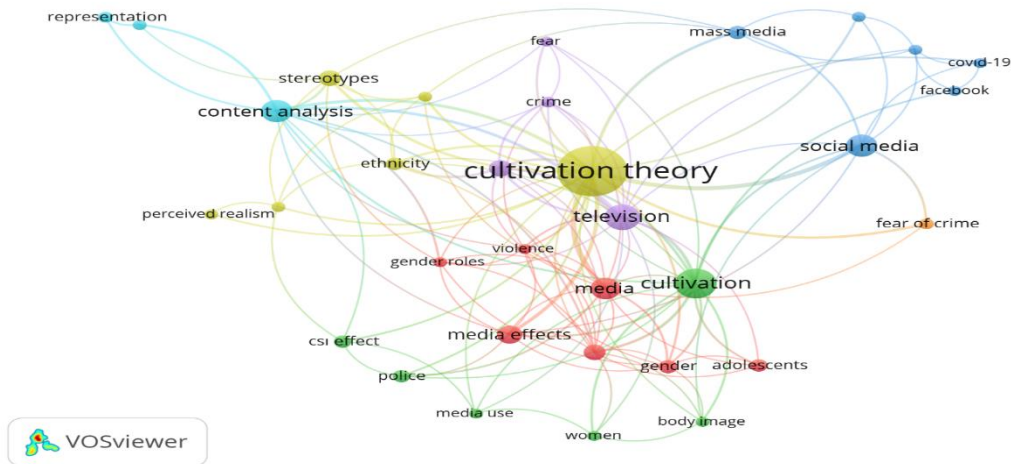 representation
mass media
fear
covid-19
stereotypes
facebook
crime
content analysis
social media
ethnicity
cultivation theory
perceived realism
television
fear of crime
violence
gender roles
media
cultivation
media effects
csi effect
gender
adolescents
police
media use
body image
women
VOSviewer